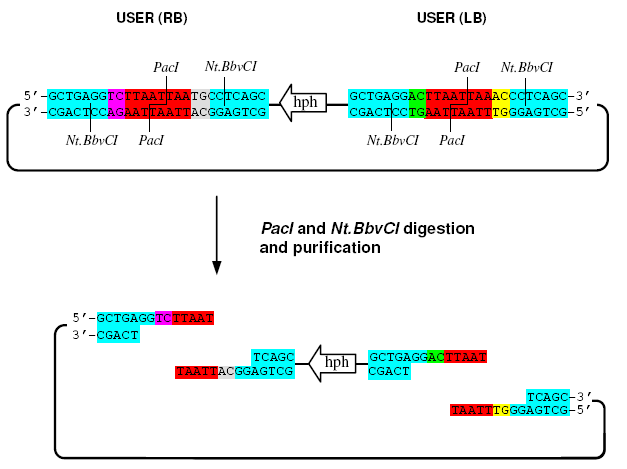 USER (RB) USER (LB)
PacI Nt.BbvCI PacI Nt.BbvCI
5’-GCTGAGGTCTTAATTAATGCCTCAGC hph GCTGAGGACTTAATTAAACCCTCAGC-3’
3’-CGACTCCAGAATTAATTACGGAGTCG CGACTCCTGAATTAATTTGGGAGTCG-5’
Nt.BbvCI PacI Nt.BbvCI PacI
PacI and Nt.BbvCI digestion
and purification
5’-GCTGAGGTCTTAAT
3’-CGACT
TCAGC hph GCTGAGGACTTAAT
TAATTACGGAGTCG CGACT
TCAGC-3’
TAATTTGGGAGTCG-5’